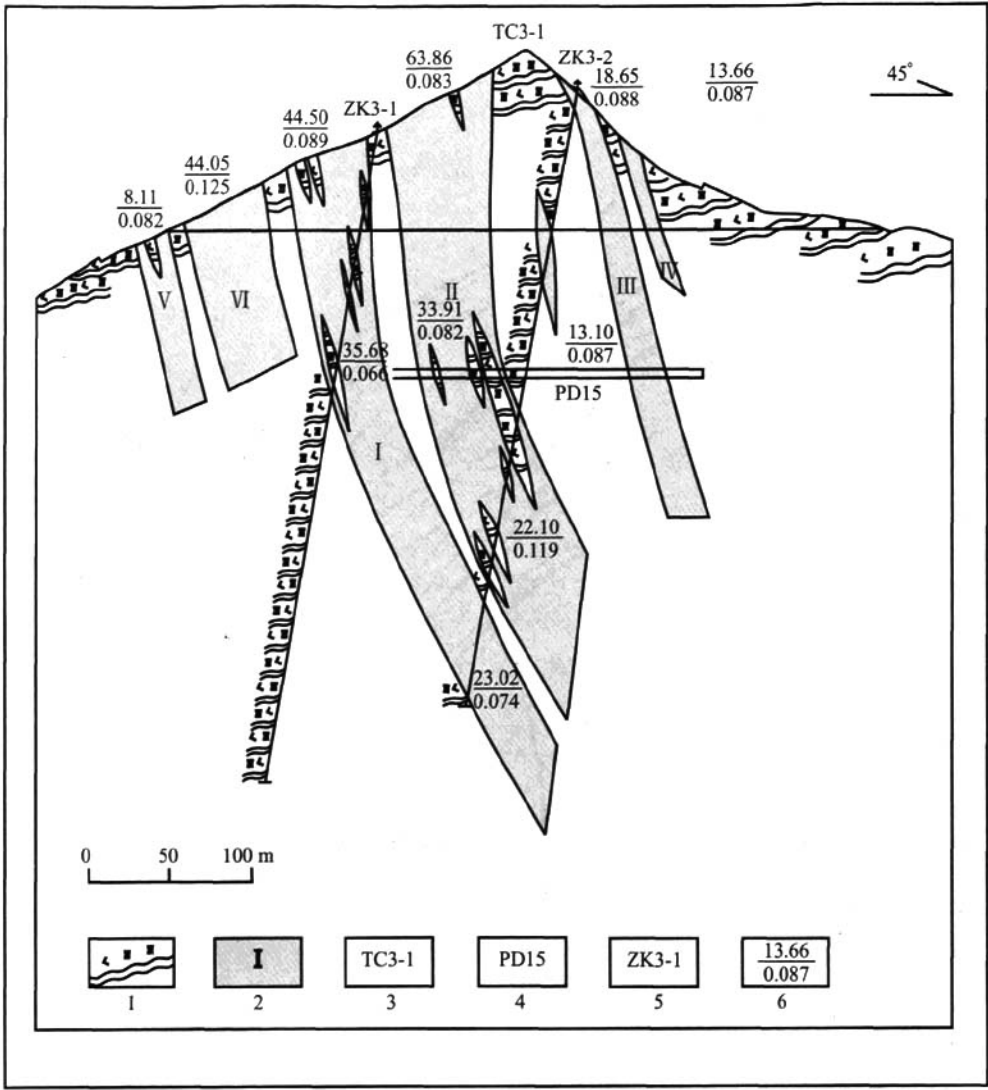 TC3-1
ZK3-2
63.86
0.083
18.65
0.088
13.66
0.087
45°
ZK3-1
44.50
0.089
44.05
0.125
8.11
0.082
V
VI
II
III
IV
33.91
0.082
13.10
0.087
35.68
0.066
PD15
I
22.10
0.119
23.02
0.074
0 50 100 m
I TC3-1 PD15 ZK3-1 13.66
0.087
1 2 3 4 5 6